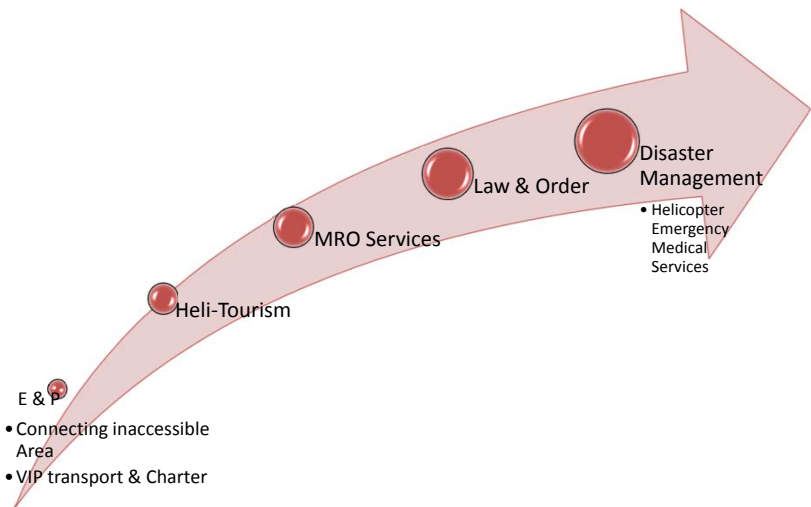 Disaster
Management
• Helicopter
Emergency
Medical
Services
Law & Order
MRO Services
Heli-Tourism
E & P
• Connecting inaccessible
Area
• VIP transport & Charter